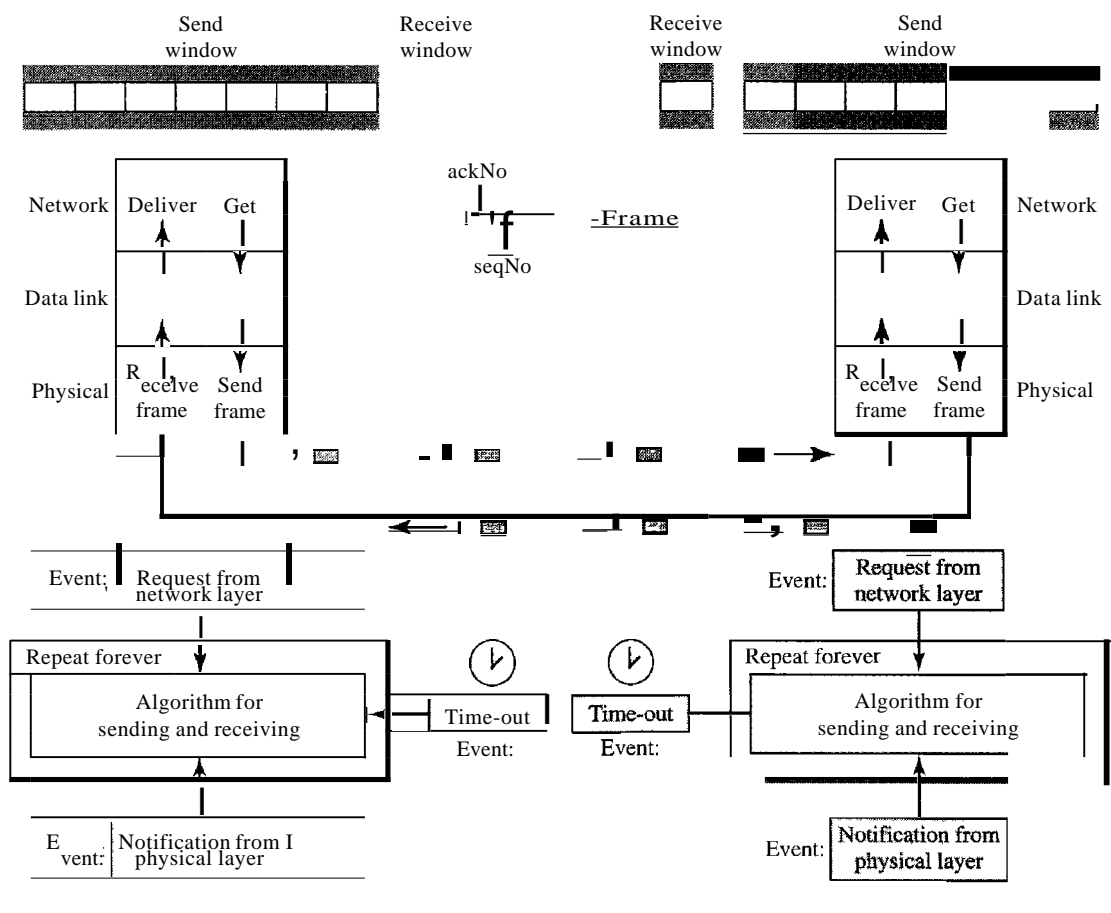 Send
window
Receive
window
Receive
window
Send
window
ackNo
-Frame
seqNo
Network
Deliver
Get
Data link
Physical
Receive
frame
Send
frame
Deliver
Get
Network
Data link
Receive
frame
Send
frame
Physical
Event:
Request from
network layer
Event:
Request from
network layer
Repeat forever
Algorithm for
sending and receiving
Time-out
Event:
Time-out
Event:
Repeat forever
Algorithm for
sending and receiving
Event:
Notification from I
physical layer
Event:
Notification from
physical layer